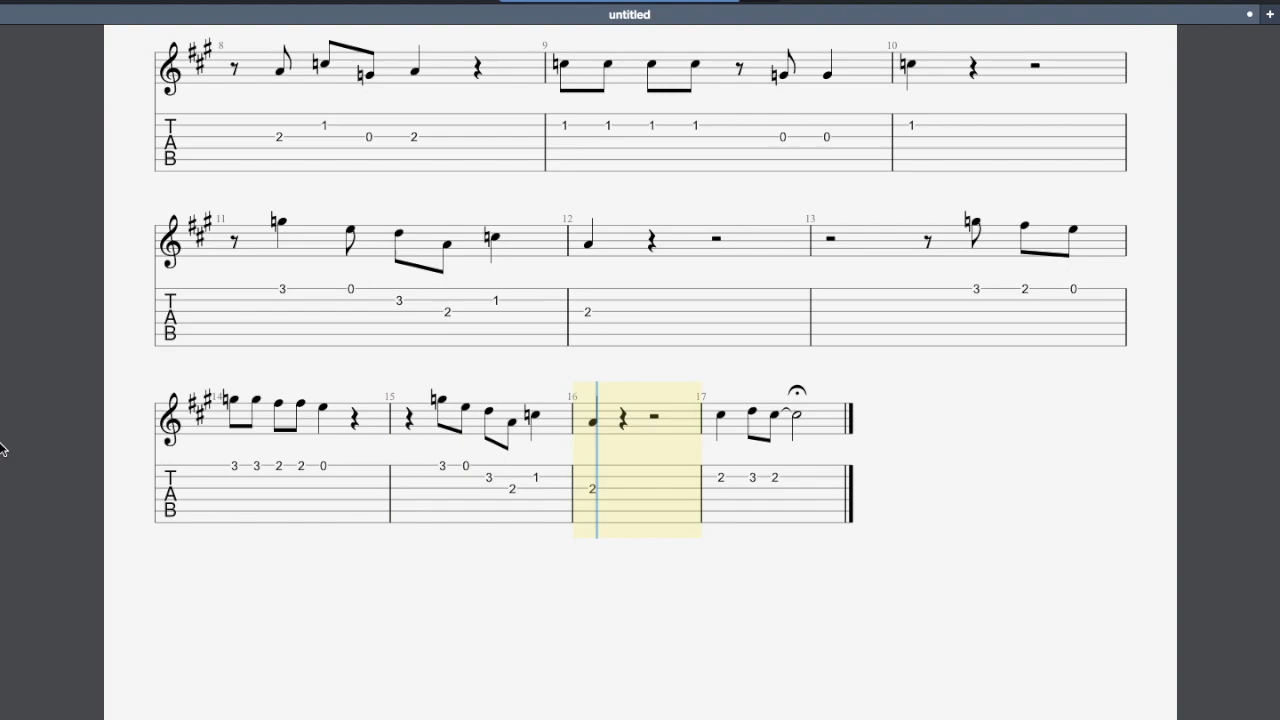 untitled
8 9 10
T 1 1 1 1 1 1
A 2 0 2 0 0
B
11 12 13
3 0 3 2 0
T 3 1
A 2 2
B
14 15 16 17
3 3 2 2 0 3 0
T 3 1 2 3 2
A 2 2
B